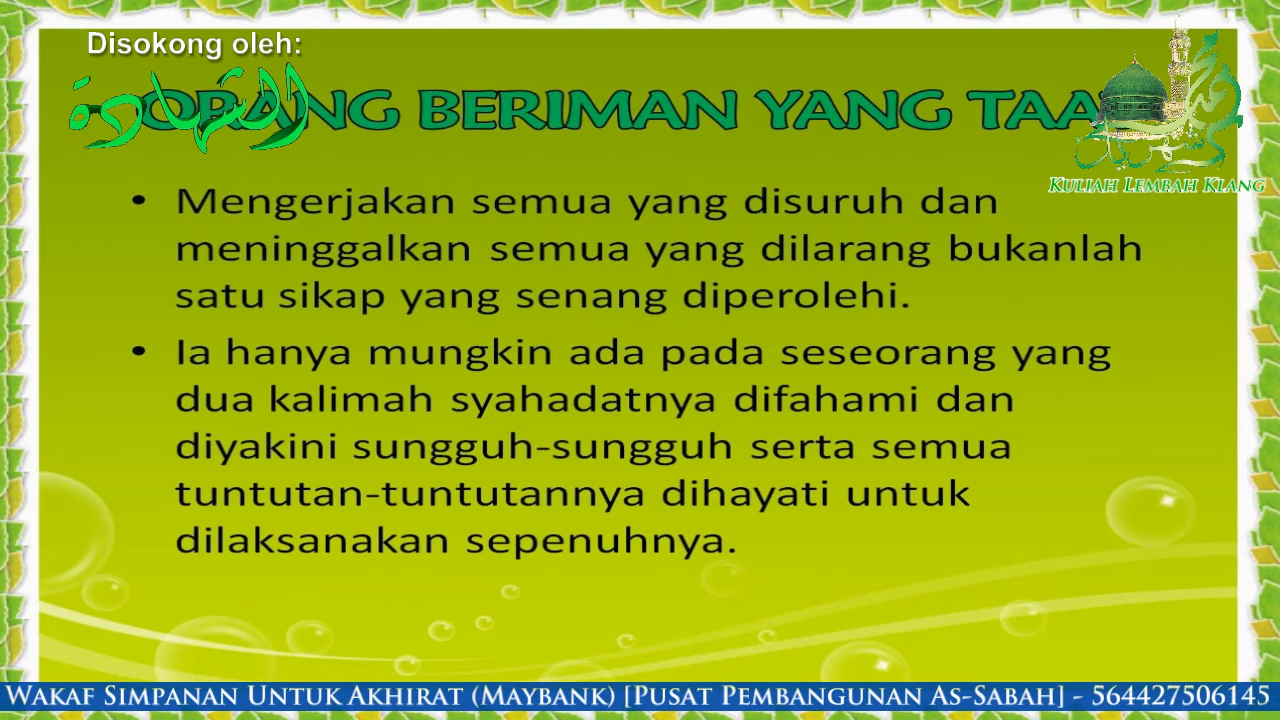 Disokong oleh:
الشهادة
ORANG BERIMAN YANG TAA
KULIAH LEMBAH KLANG
• Mengerjakan semua yang disuruh dan
meninggalkan semua yang dilarang bukanlah
satu sikap yang senang diperolehi.
• Ia hanya mungkin ada pada seseorang yang
dua kalimah syahadatnya difahami dan
diyakini sungguh-sungguh serta semua
tuntutan-tuntutannya dihayati untuk
dilaksanakan sepenuhnya.
WAKAF SIMPANAN UNTUK AKHIRAT (MAYBANK) [PUSAT PEMBANGUNAN AS-SABAH] - 564427506145